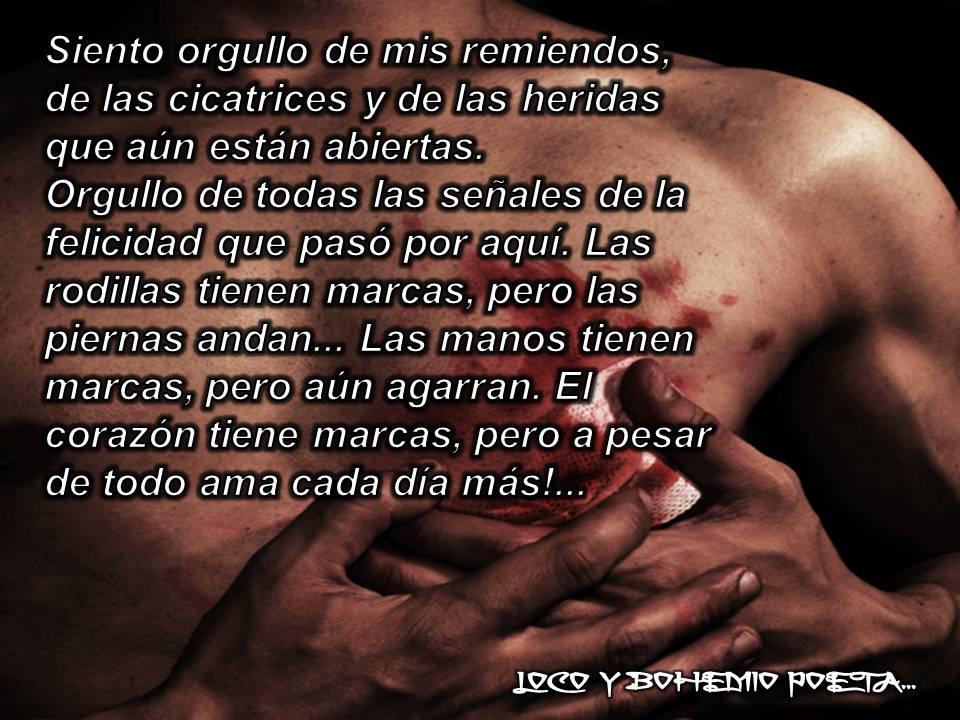 Siento orgullo de mis remiendos,
de las cicatrices y de las heridas
que aún están abiertas.
Orgullo de todas las señales de la
felicidad que pasó por aquí. Las
rodillas tienen marcas, pero las
piernas andan... Las manos tienen
marcas, pero aún agarran. El
corazón tiene marcas, pero a pesar
de todo ama cada día más!...
LOCO Y BOHEMIO POETA...